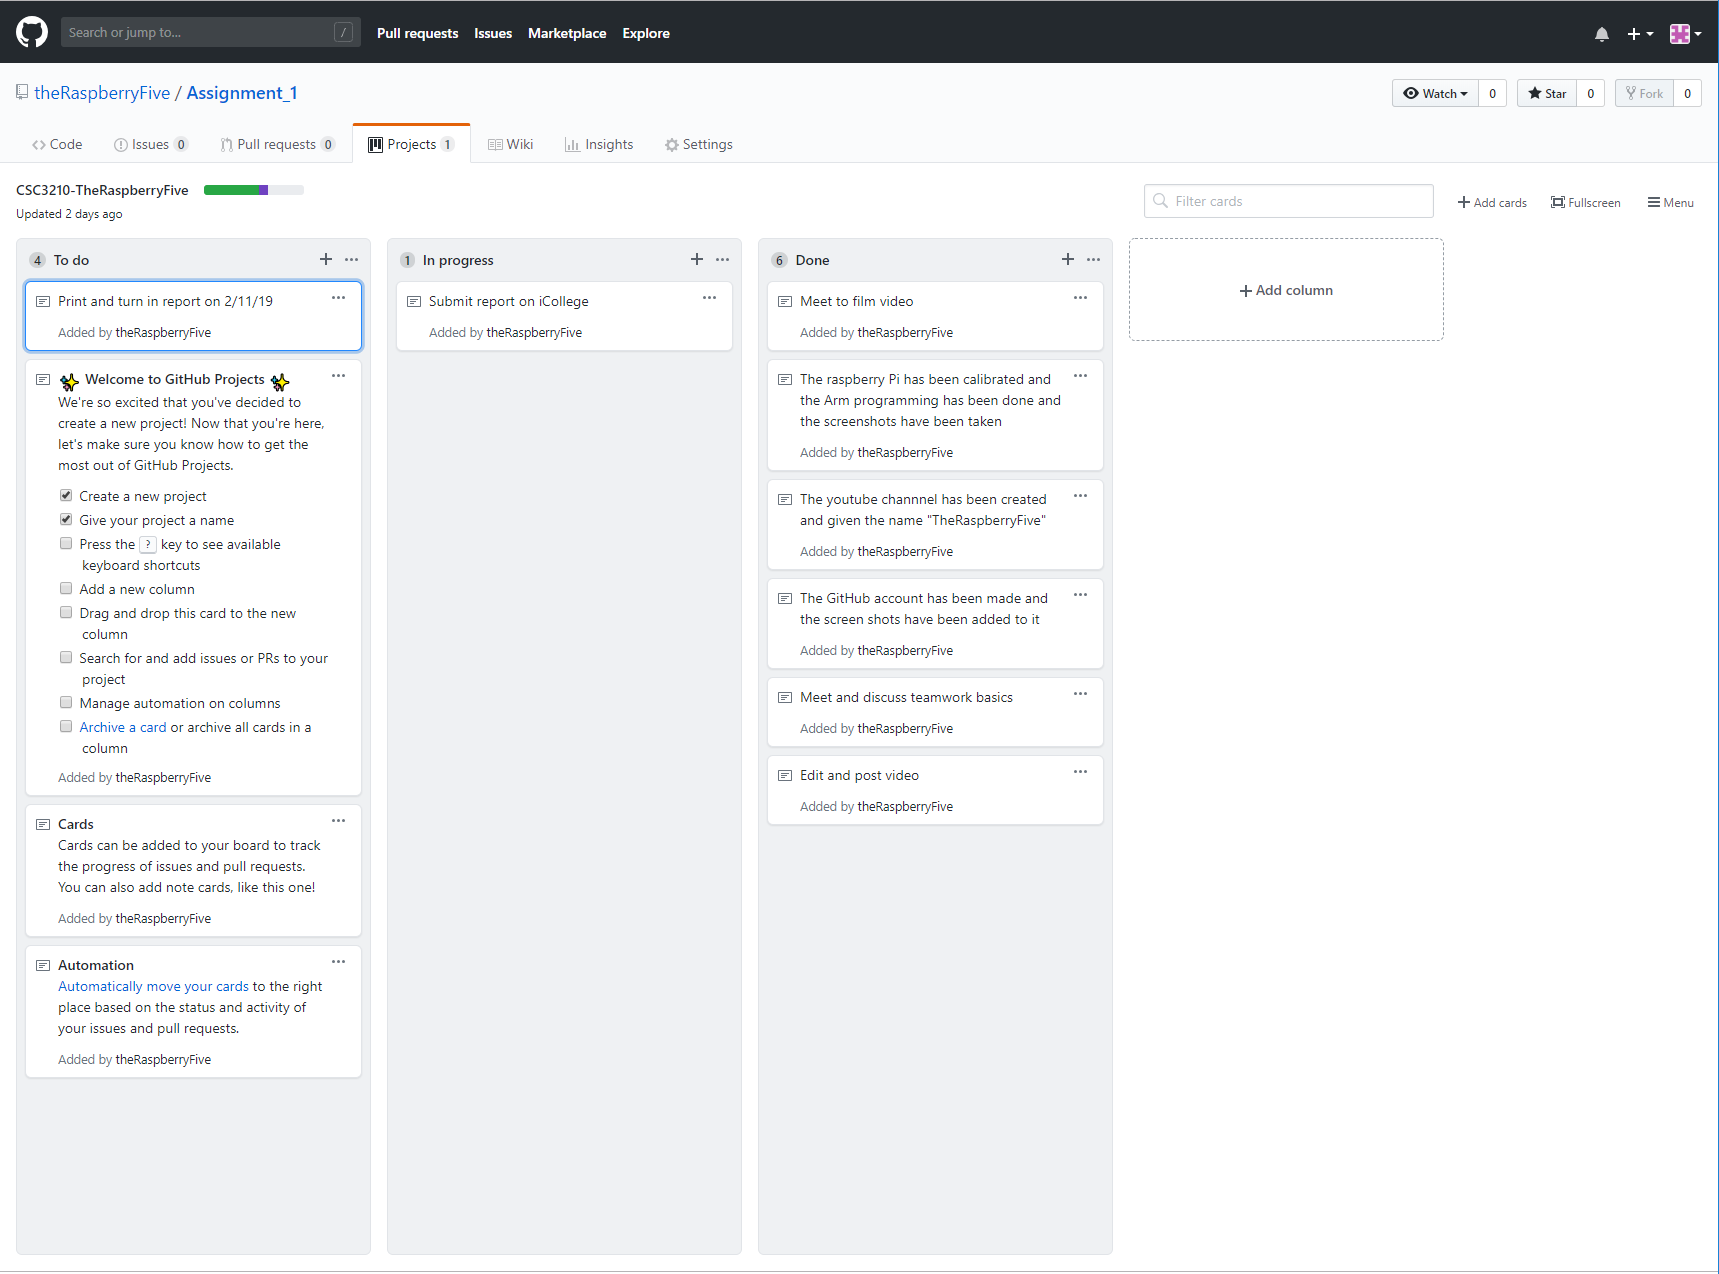 Search or jump to... /
Pull requests Issues Marketplace Explore
theRaspberryFive / Assignment_1
Watch 0 Star 0 Fork 0
Code Issues 0 Pull requests 0 Projects 1 Wiki Insights Settings
CSC3210-TheRaspberryFive
Updated 2 days ago
Filter cards
Add cards Fullscreen Menu
4 To do
Print and turn in report on 2/11/19
Added by theRaspberryFive
Welcome to GitHub Projects
We're so excited that you've decided to
create a new project! Now that you're here,
let's make sure you know how to get the
most out of GitHub Projects.
Create a new project
Give your project a name
Press the ? key to see available
keyboard shortcuts
Add a new column
Drag and drop this card to the new
column
Search for and add issues or PRs to your
project
Manage automation on columns
Archive a card or archive all cards in a
column
Added by theRaspberryFive
Cards
Cards can be added to your board to track
the progress of issues and pull requests.
You can also add note cards, like this one!
Added by theRaspberryFive
Automation
Automatically move your cards to the right
place based on the status and activity of
your issues and pull requests.
Added by theRaspberryFive
1 In progress
Submit report on iCollege
Added by theRaspberryFive
6 Done
Meet to film video
Added by theRaspberryFive
The raspberry Pi has been calibrated and
the Arm programming has been done and
the screenshots have been taken
Added by theRaspberryFive
The youtube channnel has been created
and given the name "TheRaspberryFive"
Added by theRaspberryFive
The GitHub account has been made and
the screen shots have been added to it
Added by theRaspberryFive
Meet and discuss teamwork basics
Added by theRaspberryFive
Edit and post video
Added by theRaspberryFive
Add column